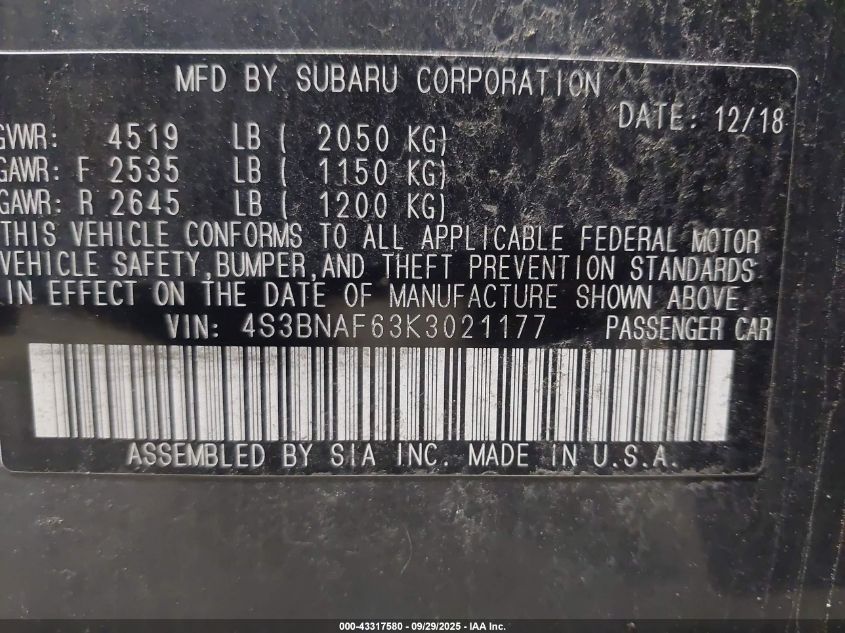 MFD BY SUBARU CORPORATION
DATE: 12/18
GVWR: 4519 LB ( 2050 KG)
GAWR: F 2535 LB ( 1150 KG)
GAWR: R 2645 LB ( 1200 KG)
THIS VEHICLE CONFORMS TO ALL APPLICABLE FEDERAL MOTOR
VEHICLE SAFETY, BUMPER, AND THEFT PREVENTION STANDARDS
IN EFFECT ON THE DATE OF MANUFACTURE SHOWN ABOVE.
VIN: 4S3BNAF63K3021177 PASSENGER CAR
ASSEMBLED BY SIA INC. MADE IN U.S.A.
000-43317580 - 09/29/2025 - IAA Inc.